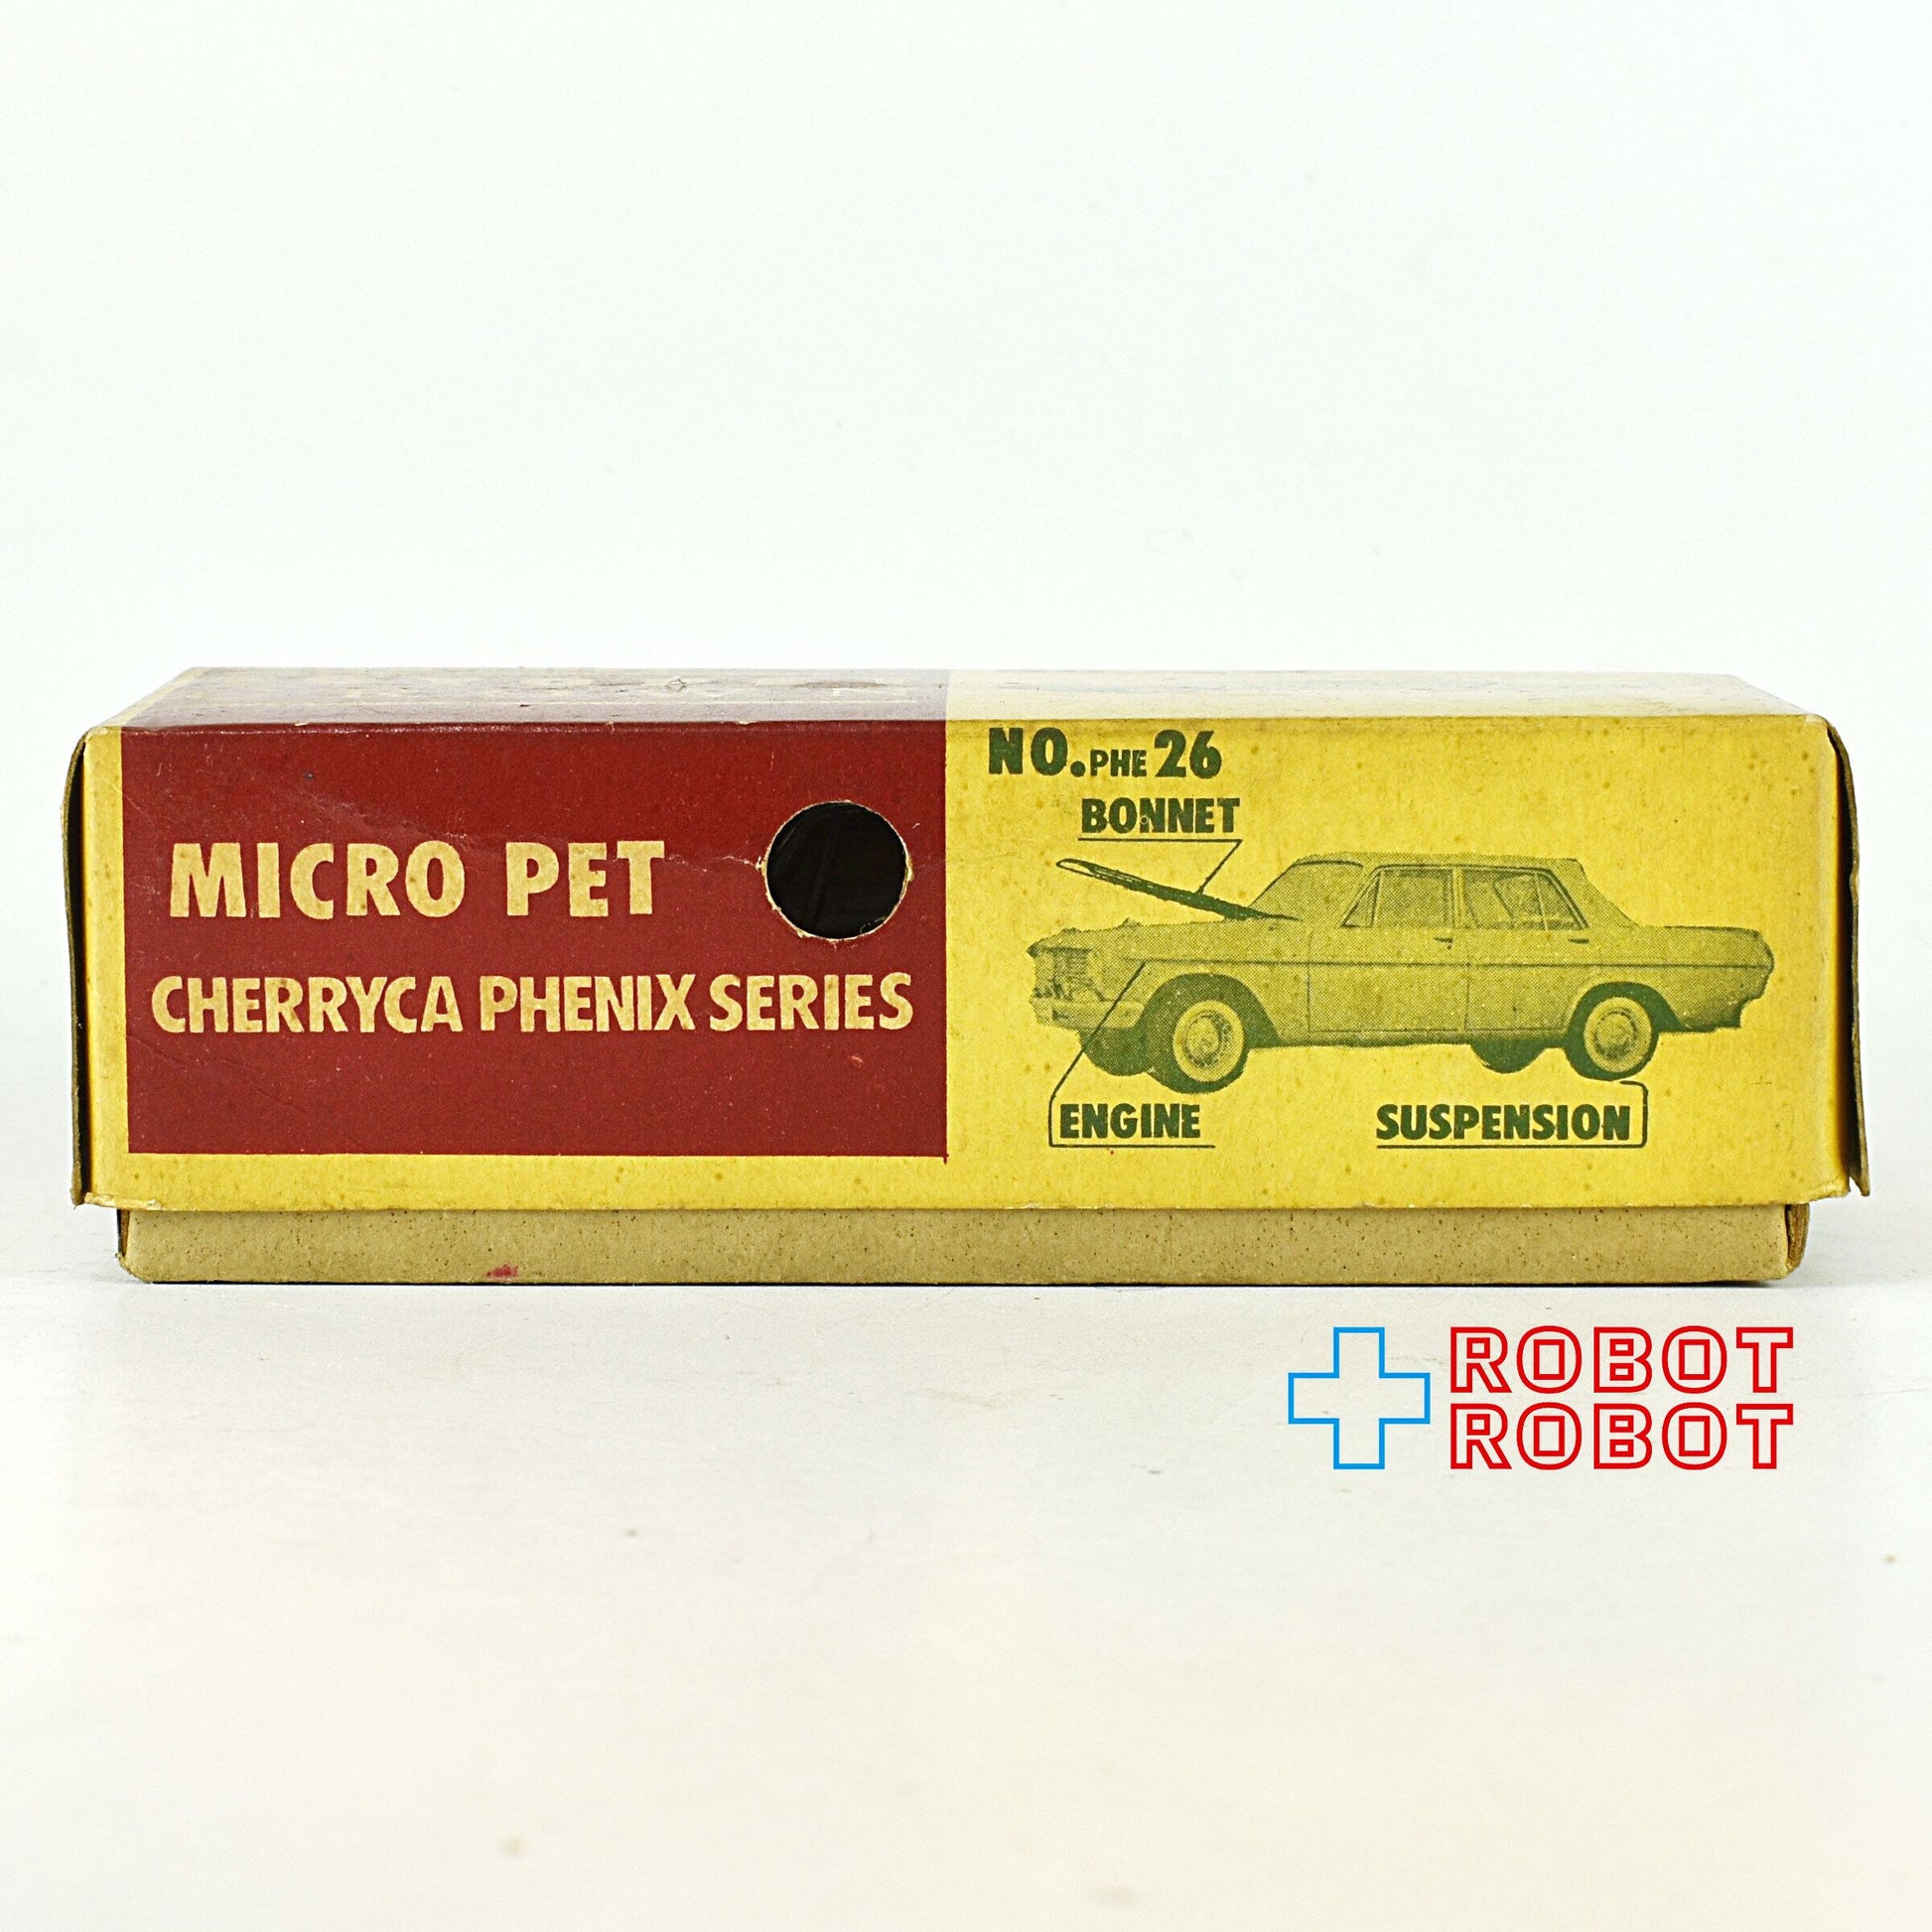 MICRO PET
CHERRYCA PHENIX SERIES
NO. PHE 26
BONNET
ENGINE
SUSPENSION
ROBOT
ROBOT